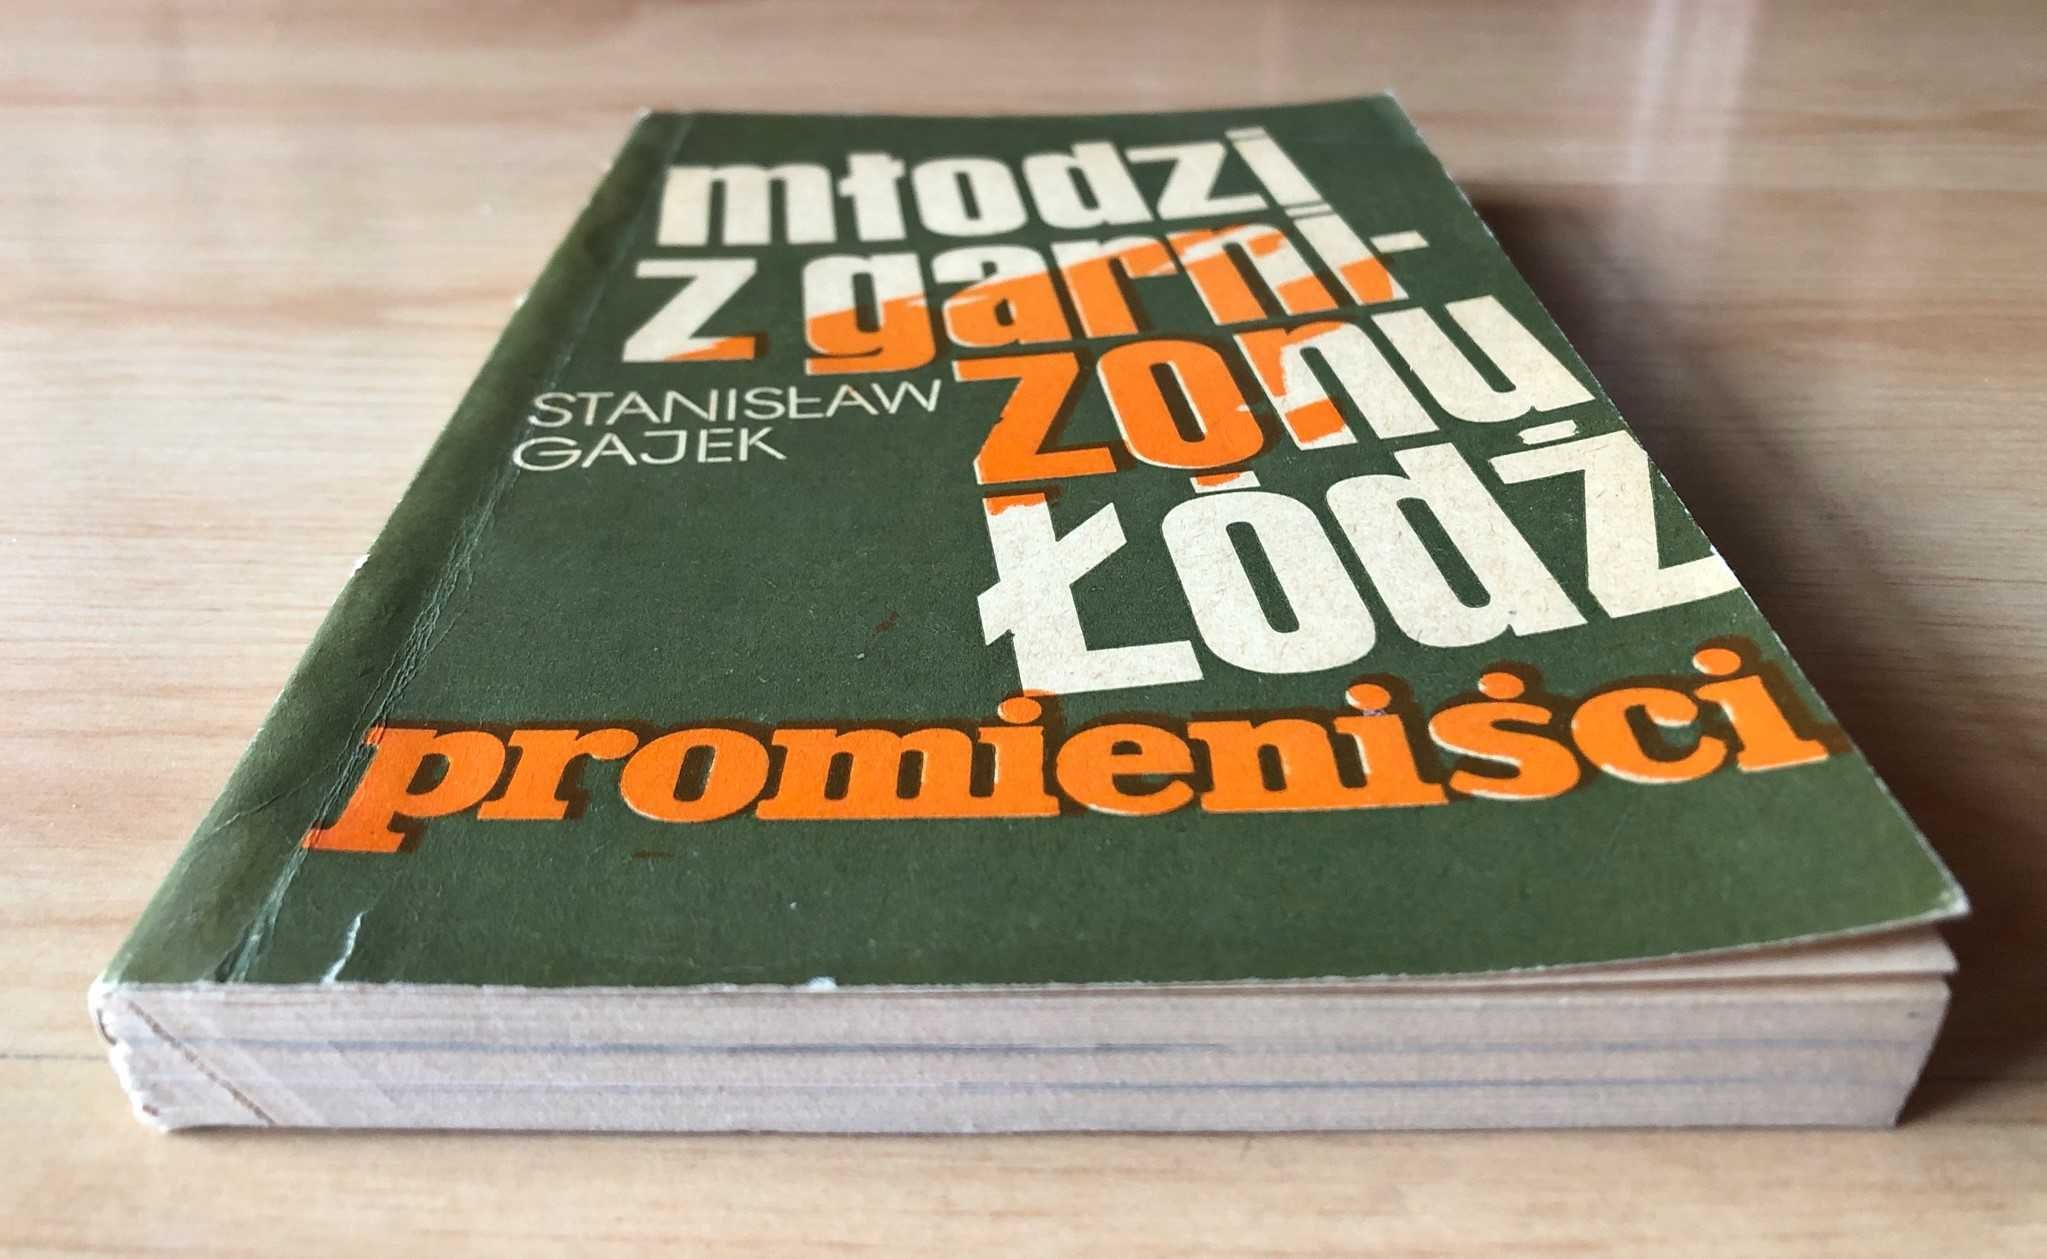 młodzi
z garni-
zonu
STANISŁAW
GAJEK
Łódź
promieniści